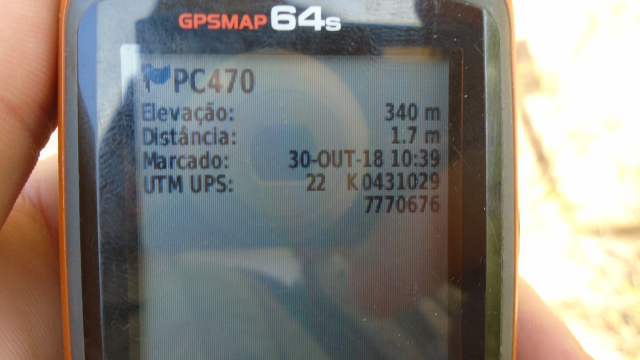 GPSMAP 64s
PC470
Elevação: 340 m
Distância: 1.7 m
Marcado: 30-OUT-18 10:39
UTM UPS: 22 K 0431029
7770676